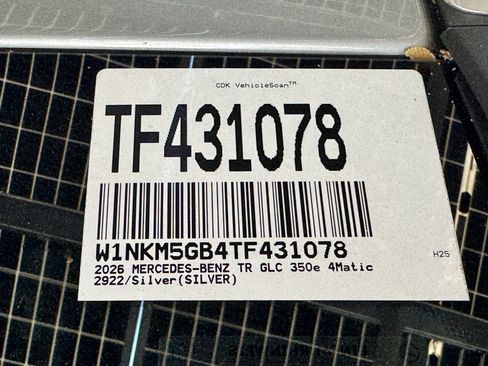 CDK VehicleScan™
TF431078
W1NKM5GB4TF431078
2026 MERCEDES-BENZ TR GLC 350e 4Matic
2922/Silver(SILVER)
H25